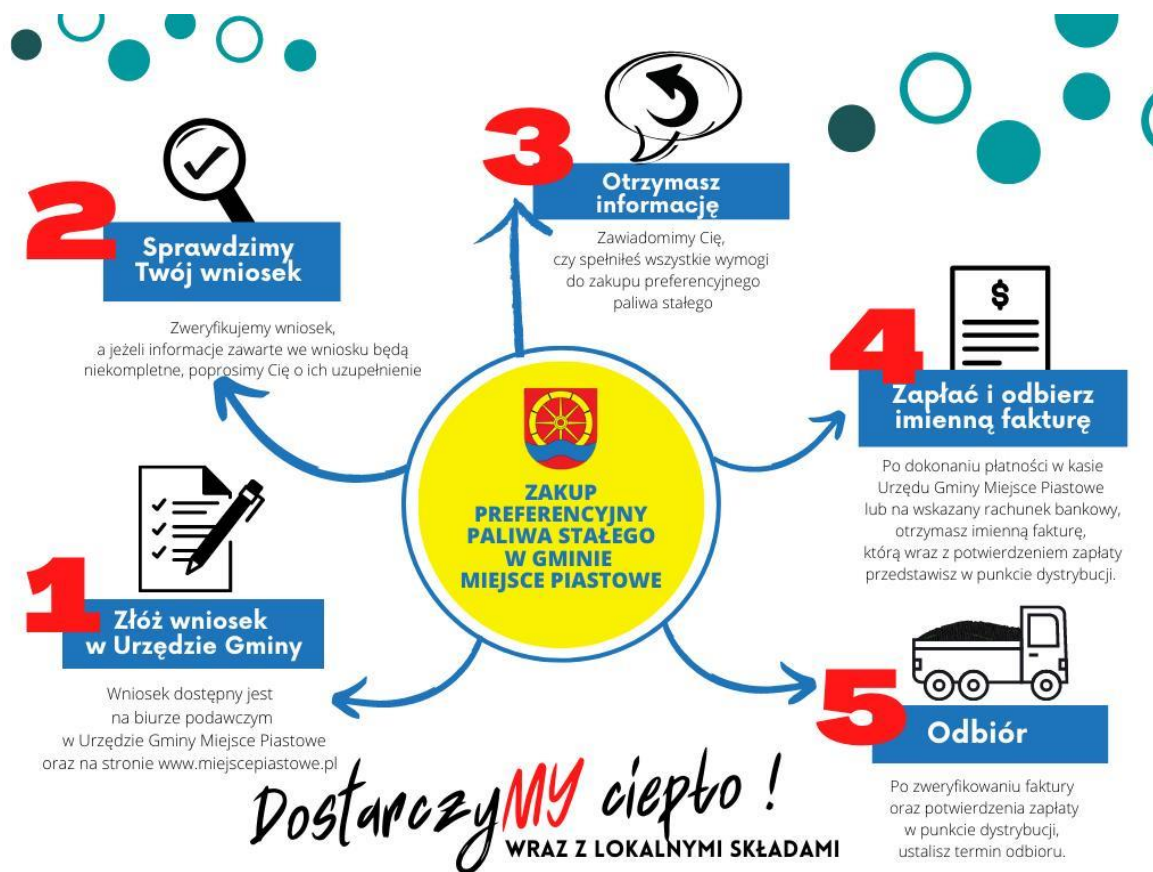 ZAKUP
PREFERENCYJNY
PALIWA STAŁEGO
W GMINIE
MIEJSCE PIASTOWE
1
Złóż wniosek
w Urzędzie Gminy
Wniosek dostępny jest
na biurze podawczym
w Urzędzie Gminy Miejsce Piastowe
oraz na stronie www.miejscepiastowe.pl
2
Sprawdzimy
Twój wniosek
Zweryfikujemy wniosek,
a jeżeli informacje zawarte we wniosku będą
niekompletne, poprosimy Cię o ich uzupełnienie
3
Otrzymasz
informację
Zawiadomimy Cię,
czy spełniłeś wszystkie wymogi
do zakupu preferencyjnego
paliwa stałego
$
4
Zapłać i odbierz
imienną fakturę
Po dokonaniu płatności w kasie
Urzędu Gminy Miejsce Piastowe
lub na wskazany rachunek bankowy,
otrzymasz imienną fakturę,
którą wraz z potwierdzeniem zapłaty
przedstawisz w punkcie dystrybucji.
5
Odbiór
Po zweryfikowaniu faktury
oraz potwierdzenia zapłaty
w punkcie dystrybucji,
ustalisz termin odbioru.
DostarczyMY ciepło !
WRAZ Z LOKALNYMI SKŁADAMI